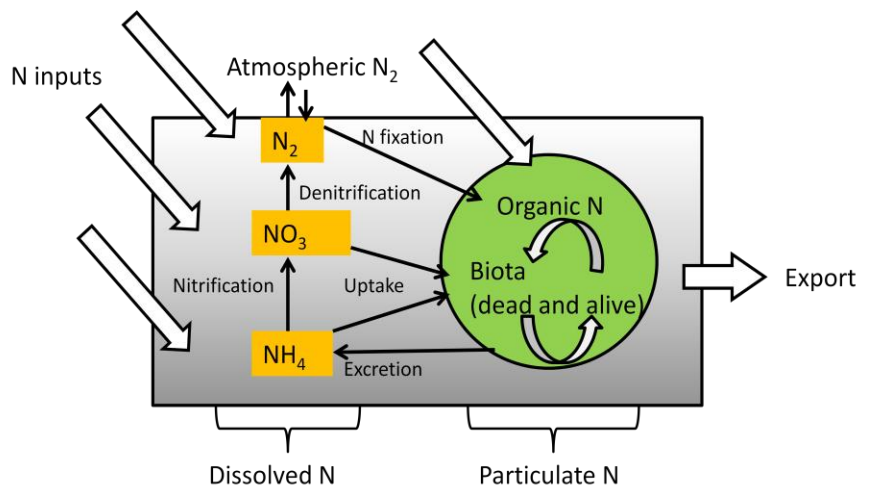 Atmospheric N₂
N inputs
N₂
N fixation
Denitrification
Organic N
NO₃
Biota
Nitrification
Uptake
Export
(dead and alive)
NH₄
Excretion
Dissolved N
Particulate N